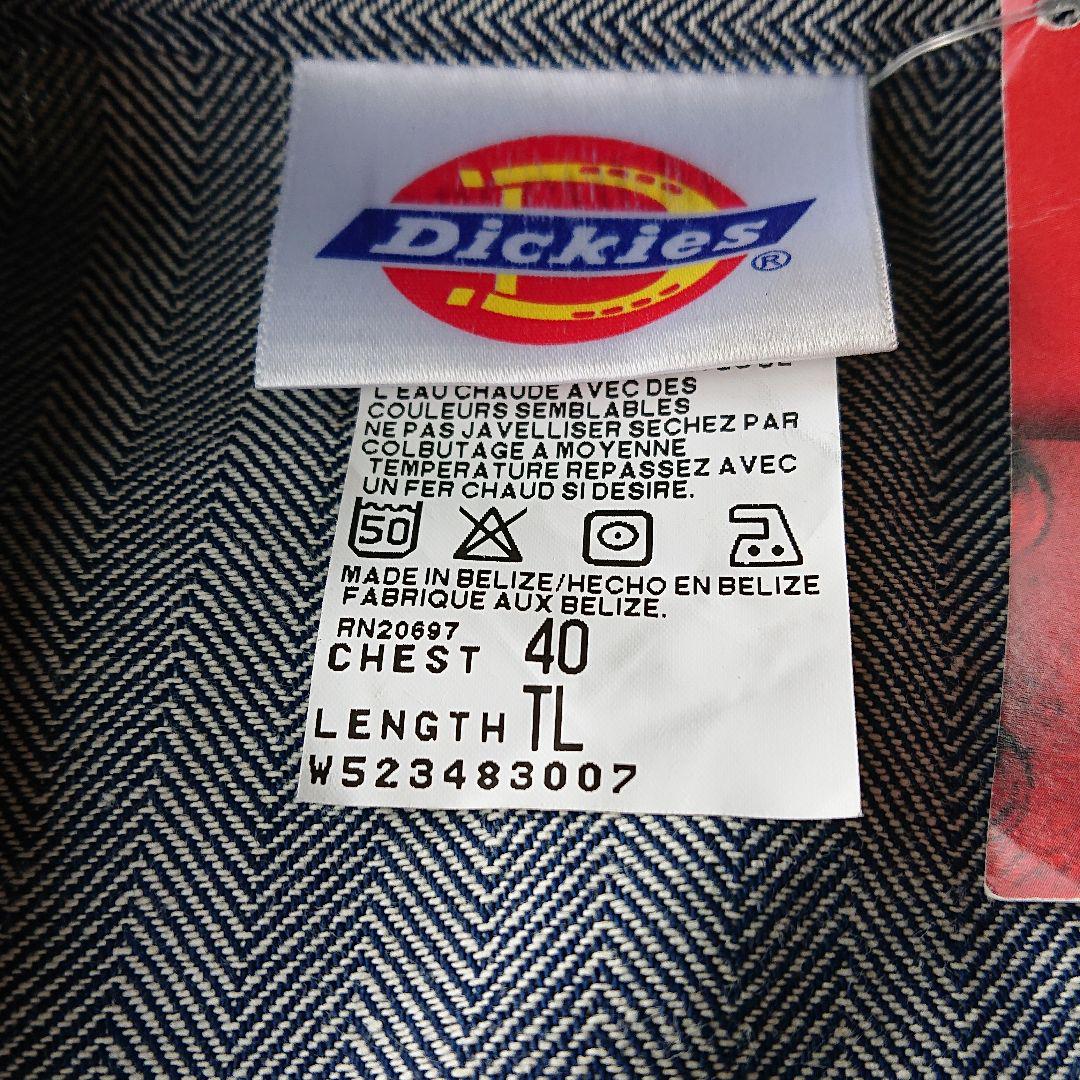 Dickies ®
L'EAU CHAUDE AVEC DES
COULEURS SEMBLABLES
NE PAS JAVELLISER SECHEZ PAR
COLBUTAGE A MOYENNE
TEMPERATURE REPASSEZ AVEC
UN FER CHAUD SI DESIRE.
50
MADE IN BELIZE/HECHO EN BELIZE
FABRIQUE AUX BELIZE.
RN20697
CHEST 40
LENGTH TL
W523483007